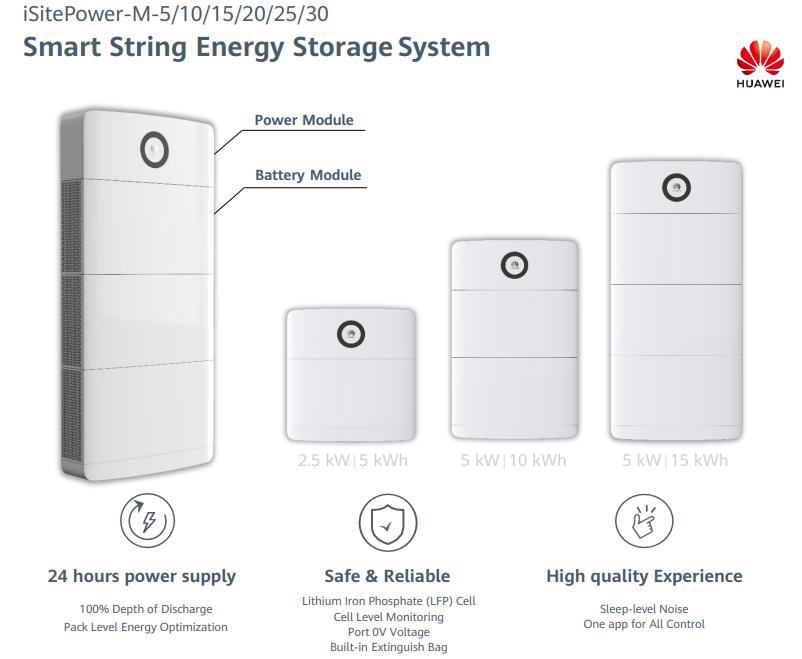 iSitePower-M-5/10/15/20/25/30
Smart String Energy Storage System
HUAWEI
Power Module
Battery Module
2.5 kW|5 kWh
5 kW|10 kWh
5 kW|15 kWh
24 hours power supply
100% Depth of Discharge
Pack Level Energy Optimization
Safe & Reliable
Lithium Iron Phosphate (LFP) Cell
Cell Level Monitoring
Port 0V Voltage
Built-in Extinguish Bag
High quality Experience
Sleep-level Noise
One app for All Control